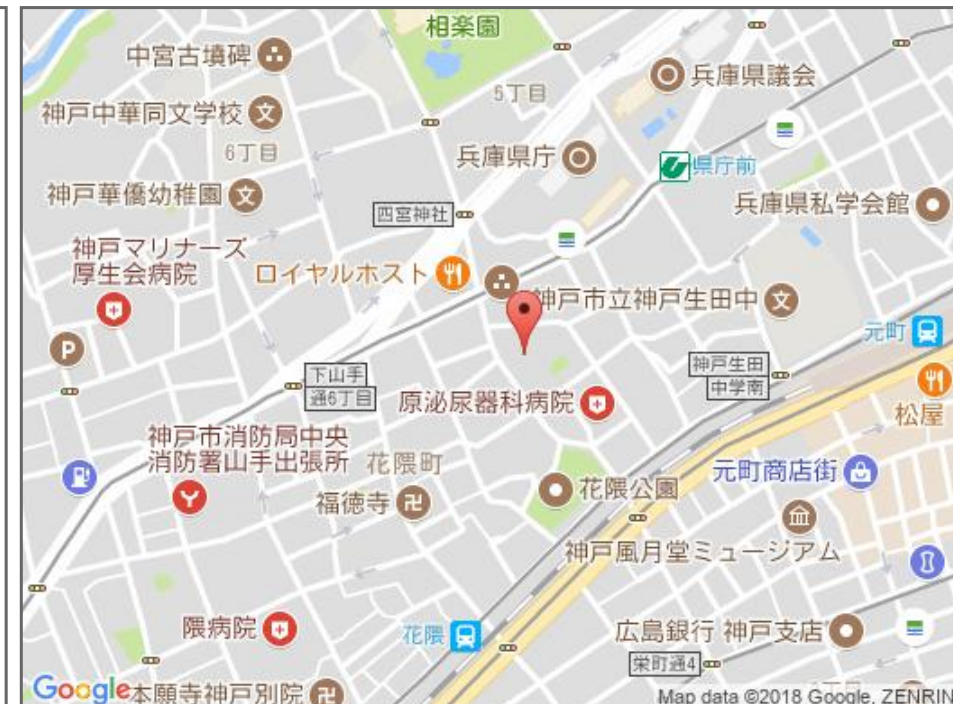 相楽園
中宮古墳碑
兵庫県議会
5丁目
神戸中華同文学校
6丁目
兵庫県庁
県庁前
神戸華僑幼稚園
兵庫県私学会館
四宮神社
神戸マリナーズ
厚生会病院
ロイヤルホスト
神戸市立神戸生田中
P
元町
下山手
通6丁目
神戸生田
中学南
原泌尿器科病院
松屋
神戸市消防局中央
消防署山手出張所
花隈町
元町商店街
福徳寺
花隈公園
神戸風月堂ミュージアム
隈病院
花隈
広島銀行 神戸支店
栄町通4
Google
本願寺神戸別院
Map data ©2018 Google, ZENRIN